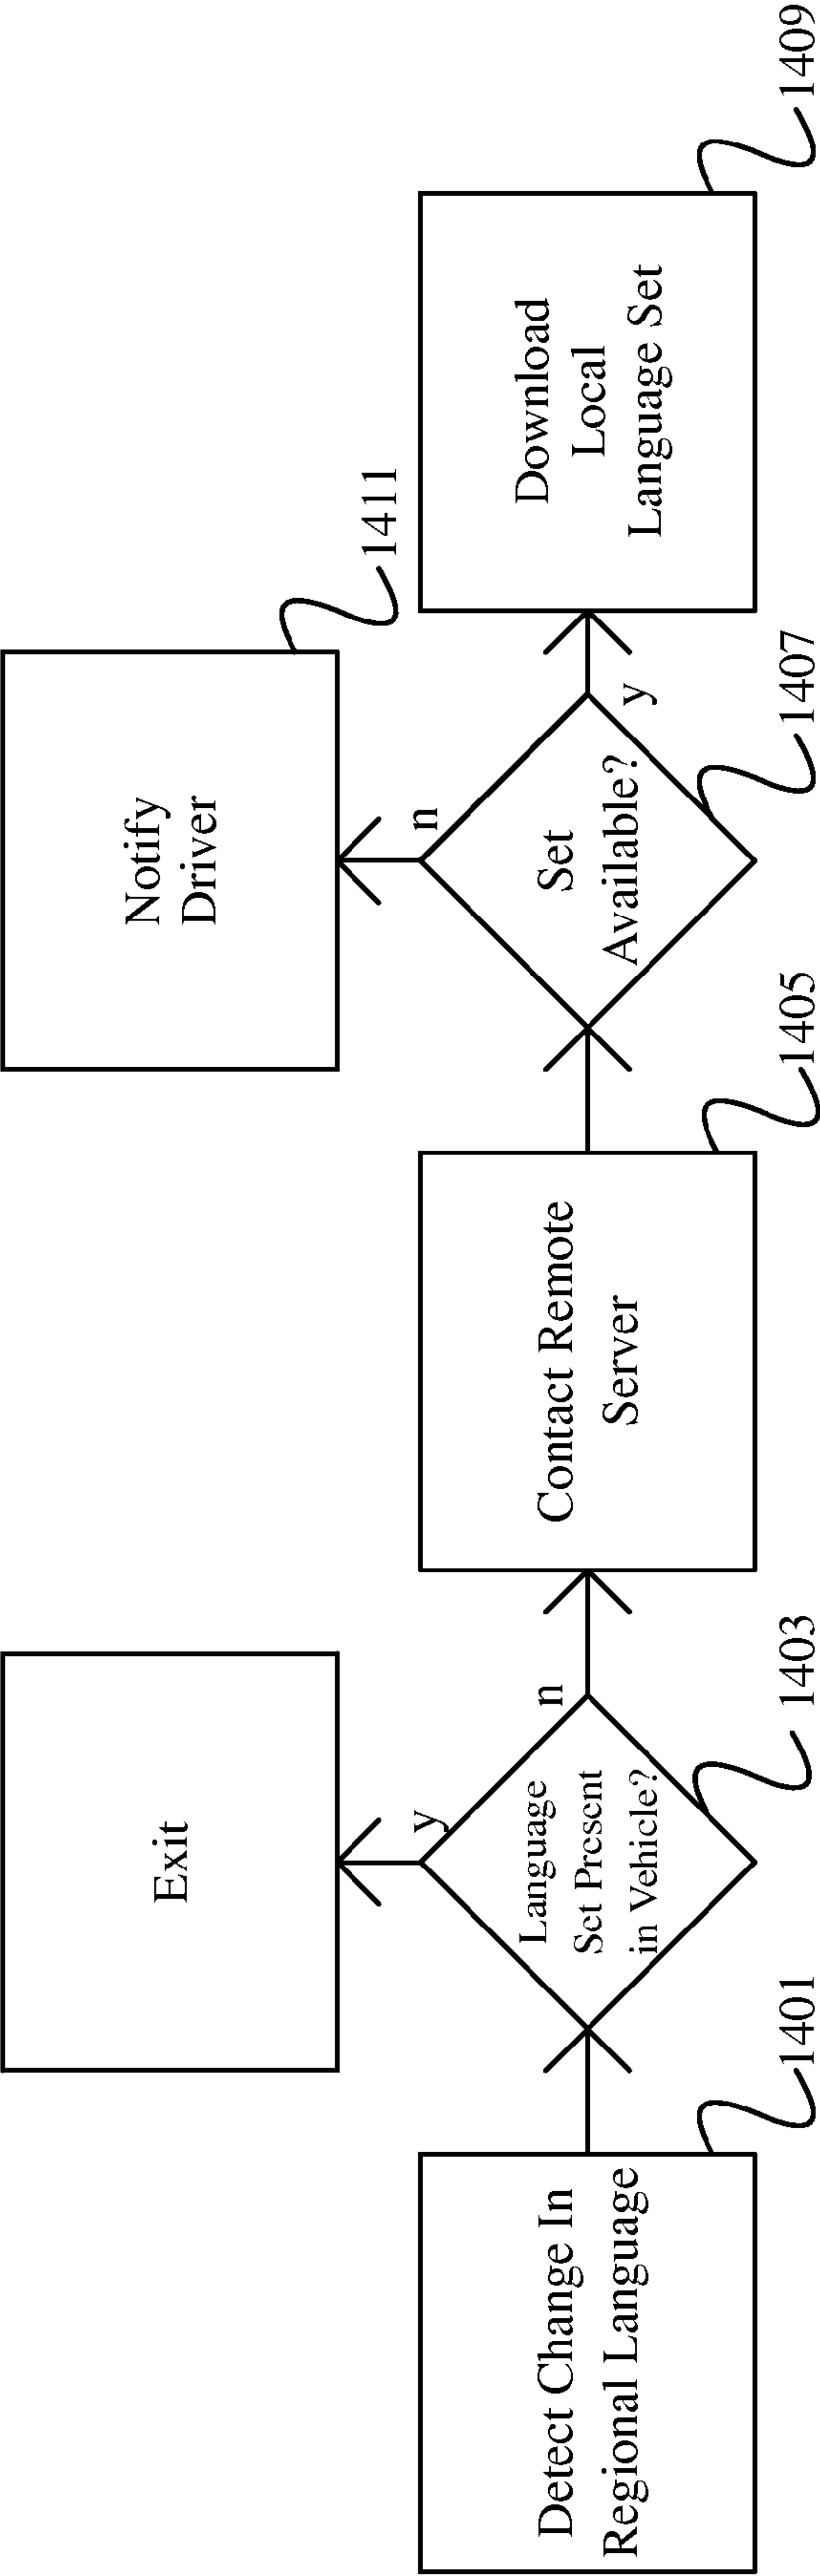 Detect Change In
Regional Language
1401
Language
Set Present
in Vehicle?
1403
y
n
Exit
Contact Remote
Server
1405
Set
Available?
1407
n
y
Notify
Driver
1411
Download
Local
Language Set
1409